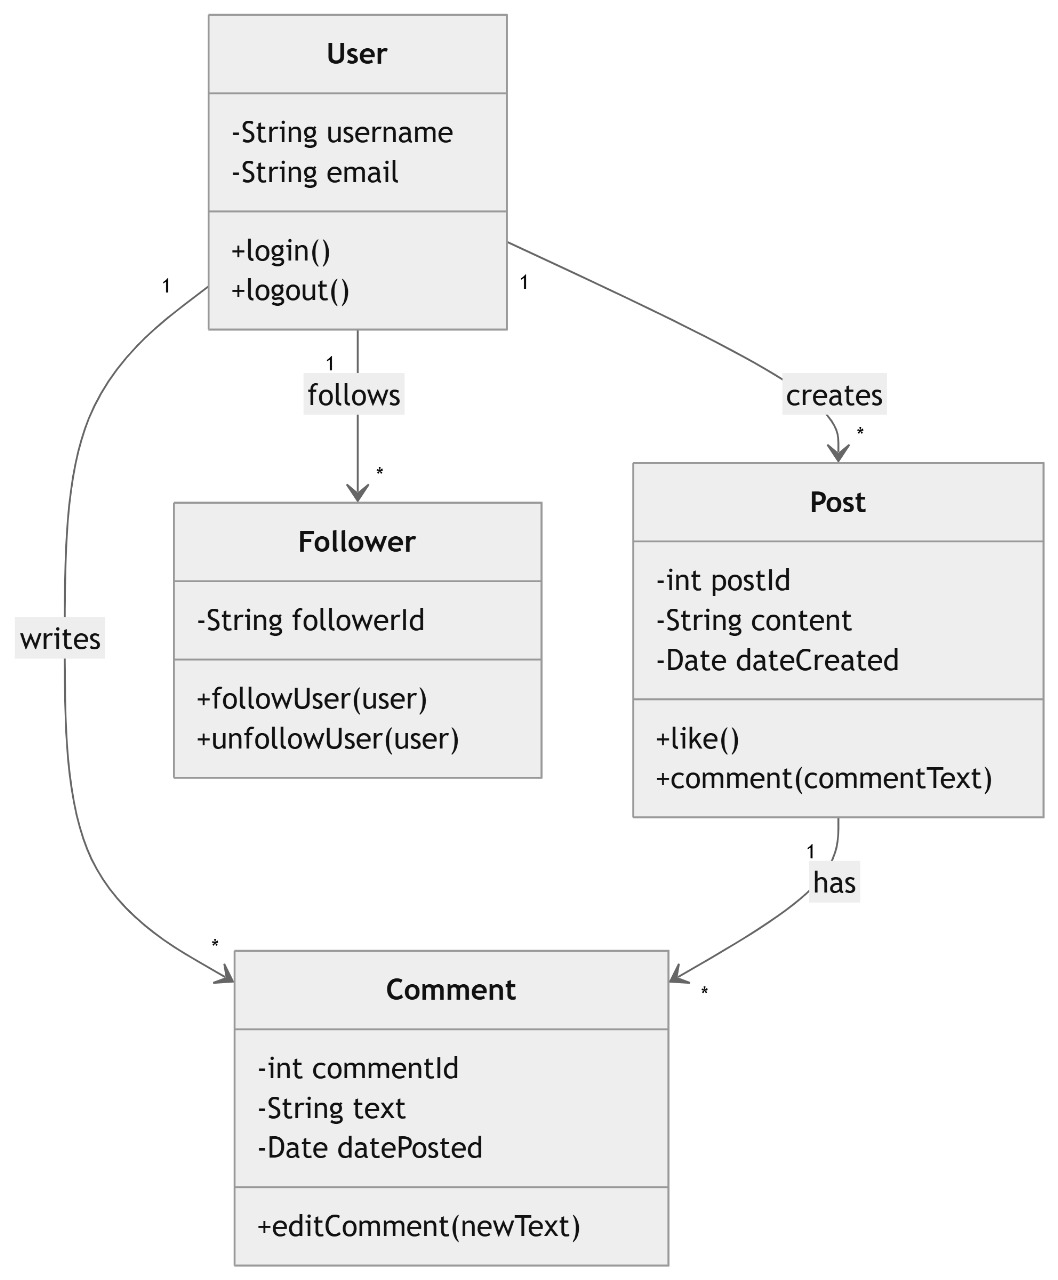 User
-String username
-String email
+login()
+logout()
1
1
1
follows
creates
*
*
Follower
-String followerId
+followUser(user)
+unfollowUser(user)
Post
-int postId
-String content
-Date dateCreated
+like()
+comment(commentText)
writes
1
has
*
*
Comment
-int commentId
-String text
-Date datePosted
+editComment(newText)